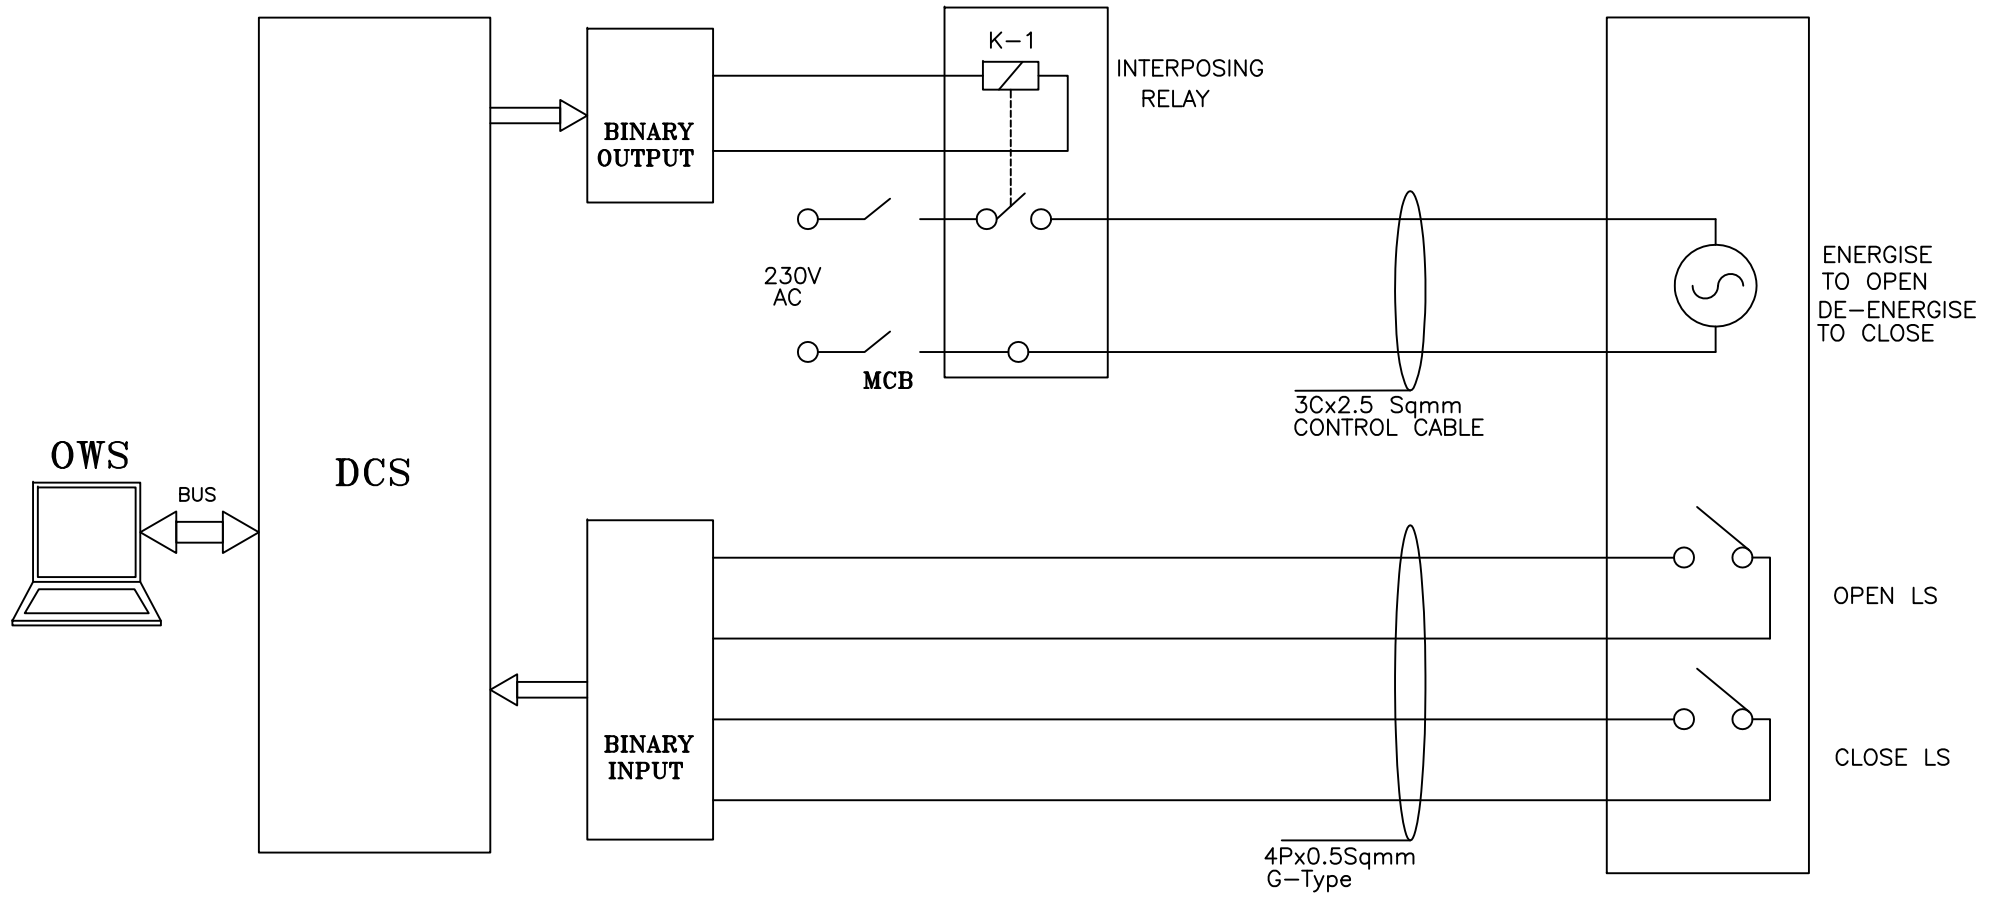 K-1
INTERPOSING
RELAY
BINARY
OUTPUT
230V
AC
MCB
ENERGISE
TO OPEN
DE-ENERGISE
TO CLOSE
3Cx2.5 Sqmm
CONTROL CABLE
OWS
BUS
DCS
OPEN LS
BINARY
INPUT
CLOSE LS
4Px0.5Sqmm
G-Type